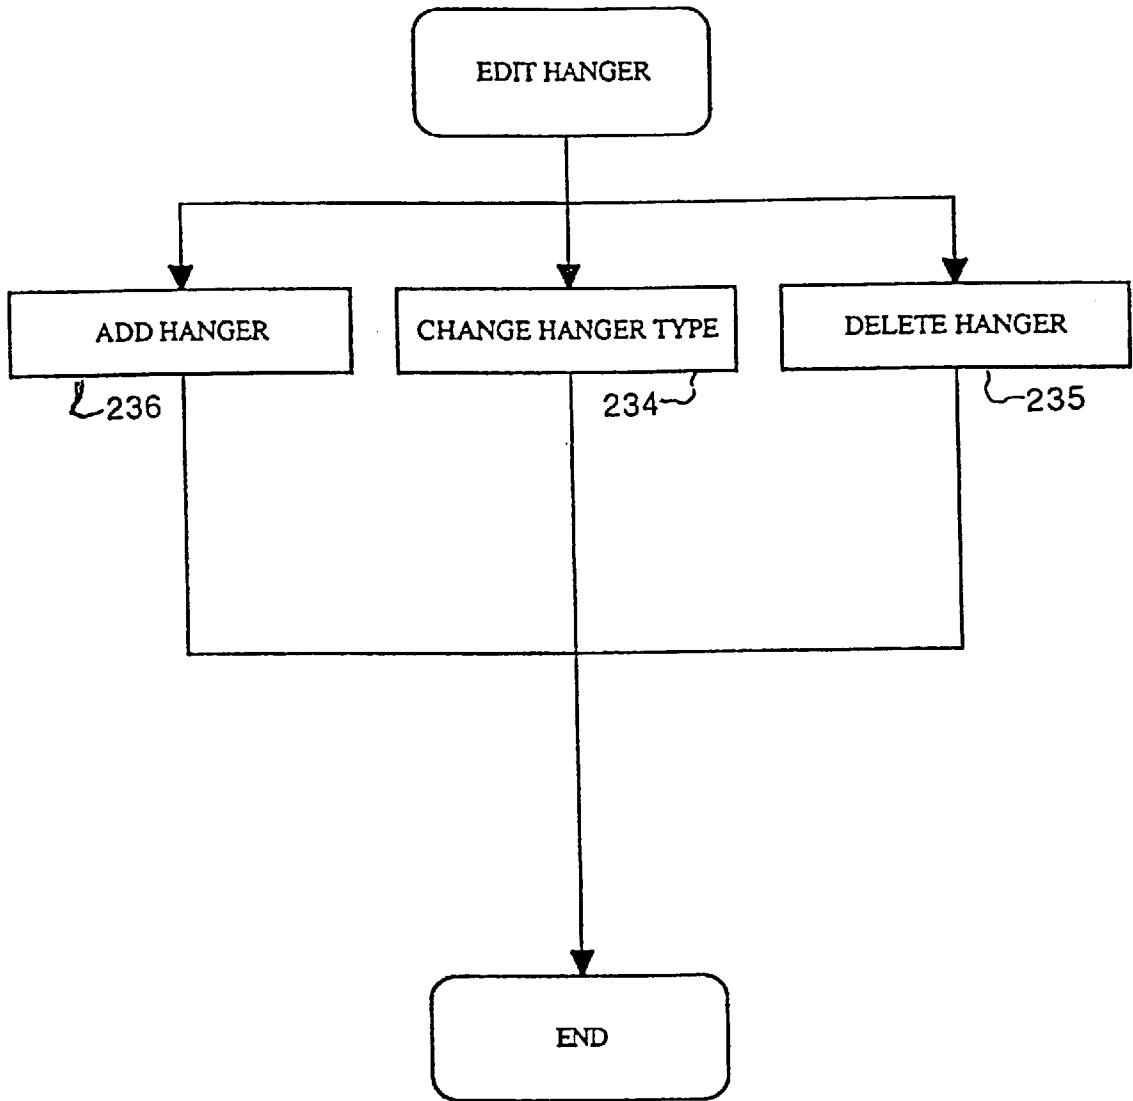 EDIT HANGER
ADD HANGER
CHANGE HANGER TYPE
DELETE HANGER
236
234
235
END